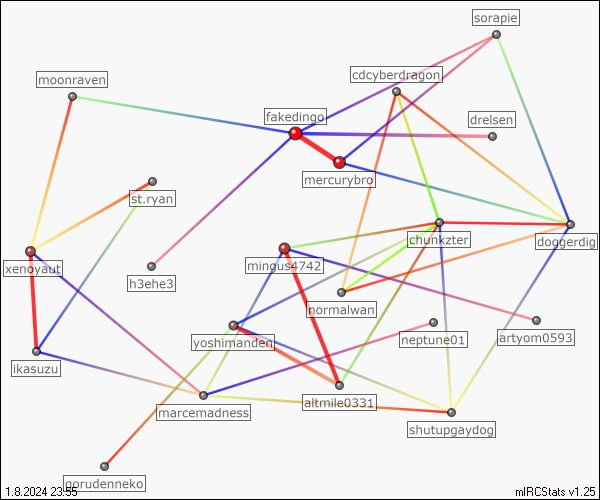 sorapie
moonraven
cdcyberdragon
fakedingo
drelsen
mercurybro
st.ryan
chunkzter
doggerdig
xenoyaut
mingus4742
h3ehe3
normalwan
yoshimanden
neptune01
artyom0593
ikasuzu
marcemadness
altmile0331
shutupgaydog
gorudenneko
1.8.2024 23:55
mIRCStats v1.25